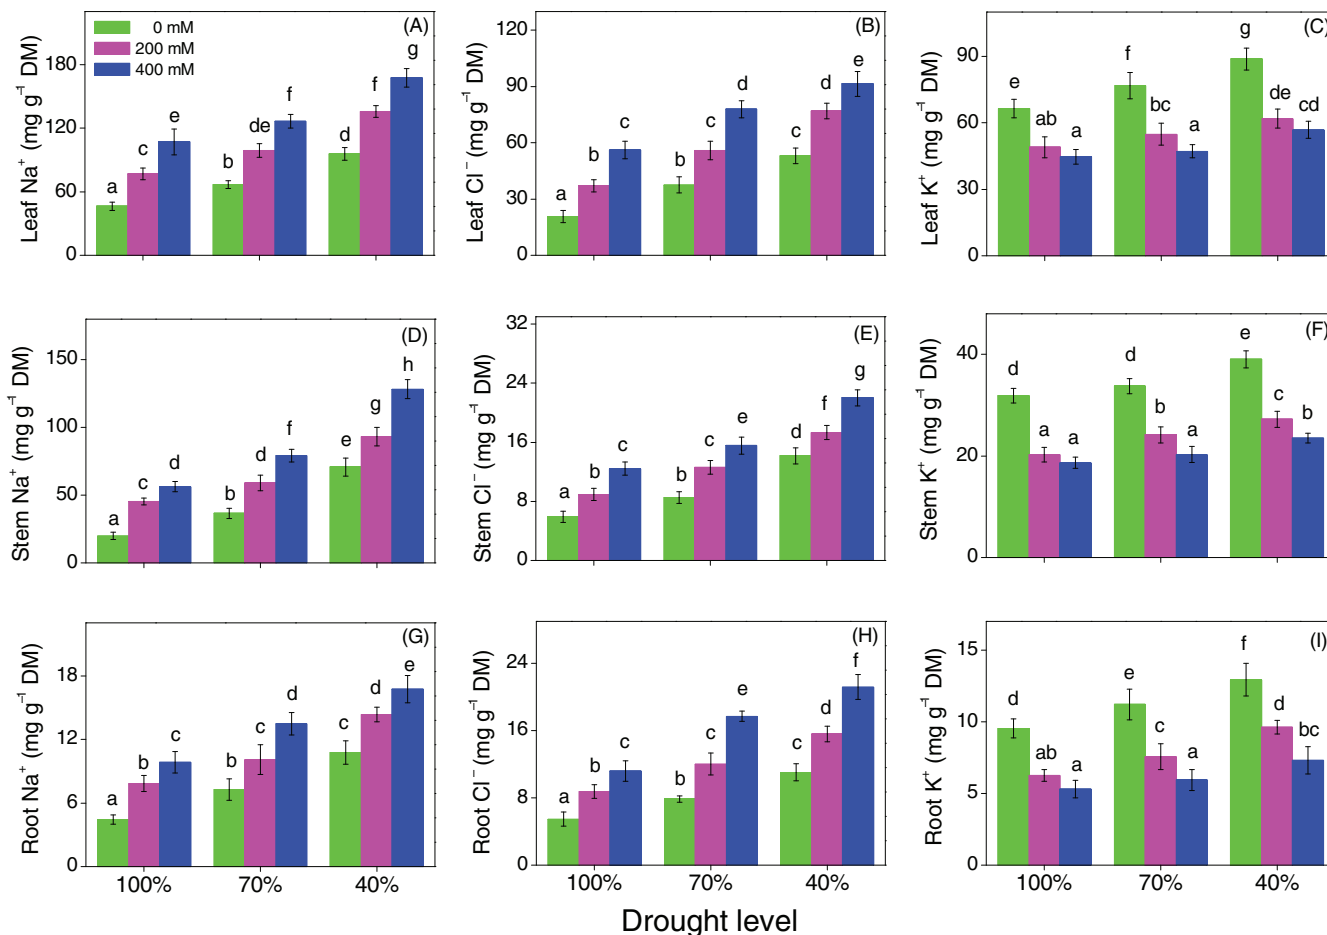 (A)
0 mM
200 mM
400 mM
Leaf Na⁺ (mg g⁻¹ DM)
180
120
60
0
a
c
e
b
de
f
d
f
g
(B)
Leaf Cl⁻ (mg g⁻¹ DM)
120
90
60
30
0
a
b
c
b
c
d
c
d
e
(C)
Leaf K⁺ (mg g⁻¹ DM)
90
60
30
0
e
ab
a
f
bc
a
g
de
cd
(D)
Stem Na⁺ (mg g⁻¹ DM)
150
100
50
0
a
c
d
b
d
f
e
g
h
(E)
Stem Cl⁻ (mg g⁻¹ DM)
32
24
16
8
0
a
b
c
b
c
e
d
f
g
(F)
Stem K⁺ (mg g⁻¹ DM)
40
20
0
d
a
a
d
b
a
e
c
b
(G)
Root Na⁺ (mg g⁻¹ DM)
18
12
6
0
a
b
c
b
c
d
c
d
e
100%
70%
40%
(H)
Root Cl⁻ (mg g⁻¹ DM)
24
16
8
0
a
b
c
b
c
e
c
d
f
100%
70%
40%
(I)
Root K⁺ (mg g⁻¹ DM)
15
10
5
0
d
ab
a
e
c
a
f
d
bc
100%
70%
40%
Drought level